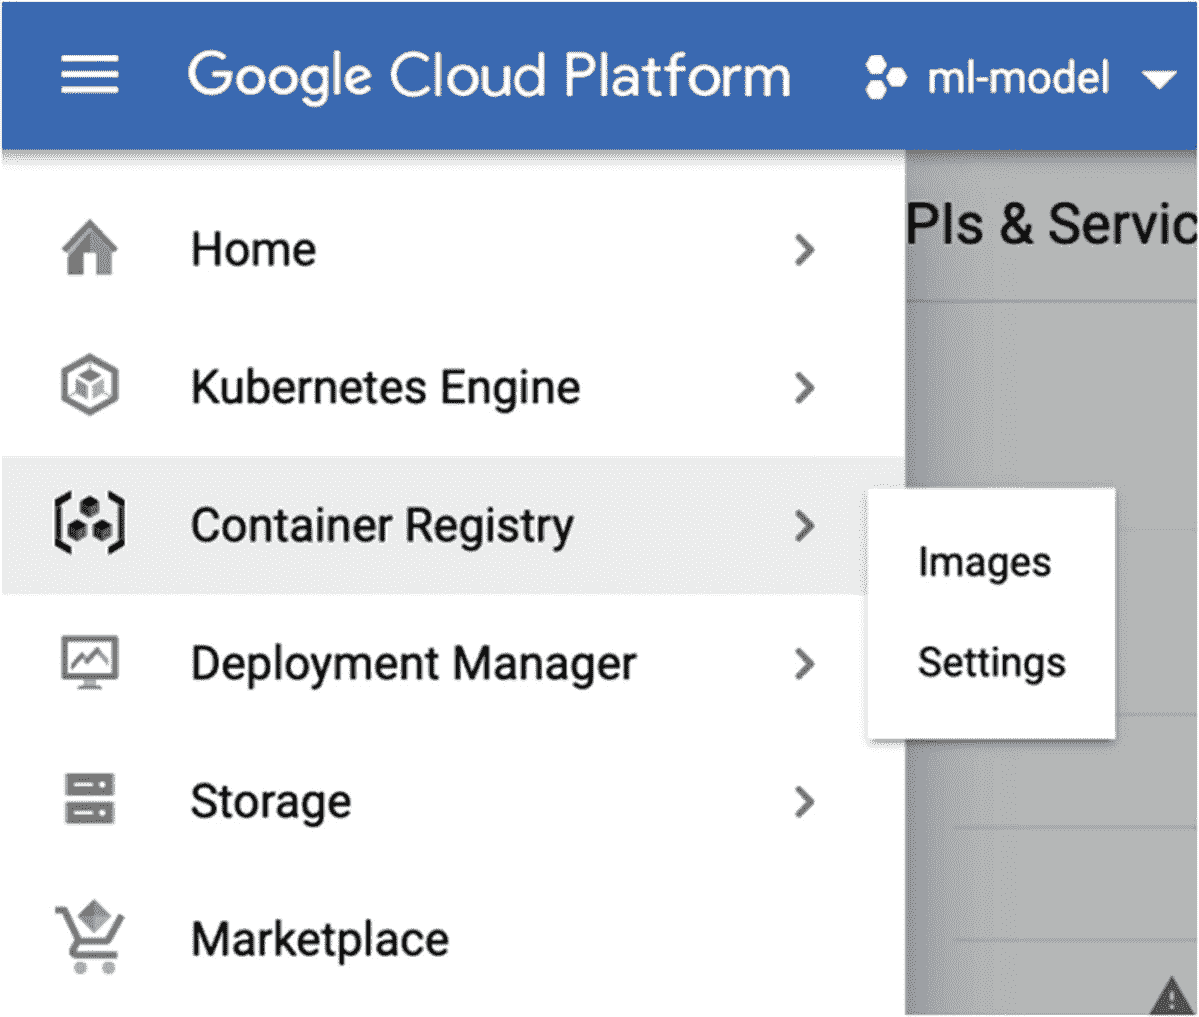 Google Cloud Platform ml-model
PIs & Servic
Home
Kubernetes Engine
Container Registry
Images
Settings
Deployment Manager
Storage
Marketplace